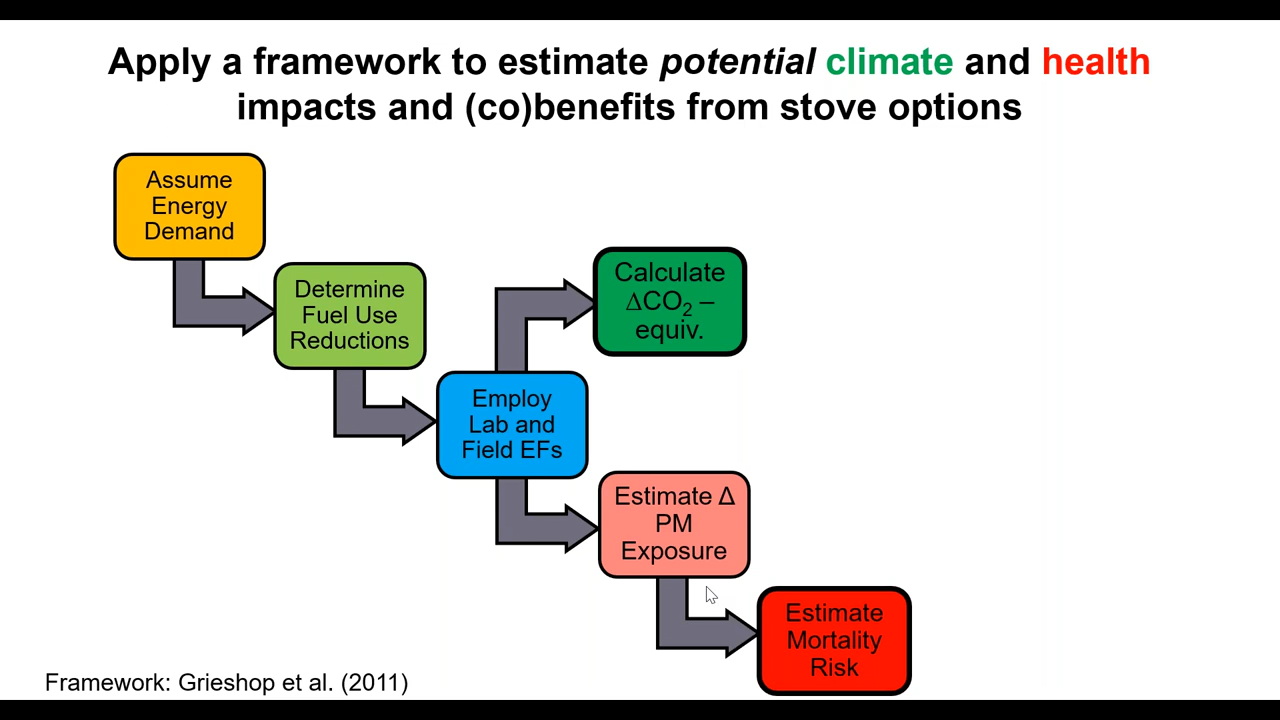 Apply a framework to estimate potential climate and health
impacts and (co)benefits from stove options
Assume
Energy
Demand
Determine
Fuel Use
Reductions
Calculate
ΔCO₂ –
equiv.
Employ
Lab and
Field EFs
Estimate Δ
PM
Exposure
Estimate
Mortality
Risk
Framework: Grieshop et al. (2011)